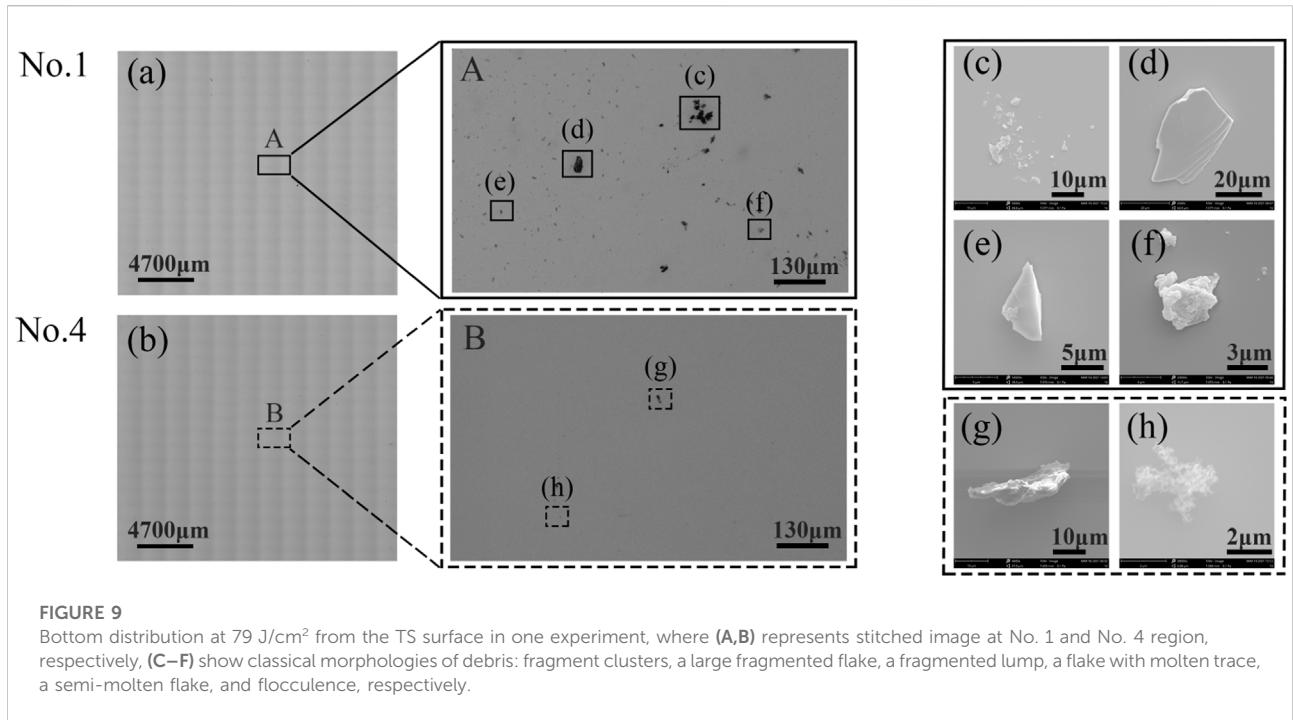 No.1
(a)
A
4700μm
A
(c)
(d)
(e)
(f)
130μm
(c)
10μm
(d)
20μm
(e)
5μm
(f)
3μm
No.4
(b)
B
4700μm
B
(g)
(h)
130μm
(g)
10μm
(h)
2μm
FIGURE 9
Bottom distribution at 79 J/cm² from the TS surface in one experiment, where (A,B) represents stitched image at No. 1 and No. 4 region,
respectively, (C–F) show classical morphologies of debris: fragment clusters, a large fragmented flake, a fragmented lump, a flake with molten trace,
a semi-molten flake, and flocculence, respectively.